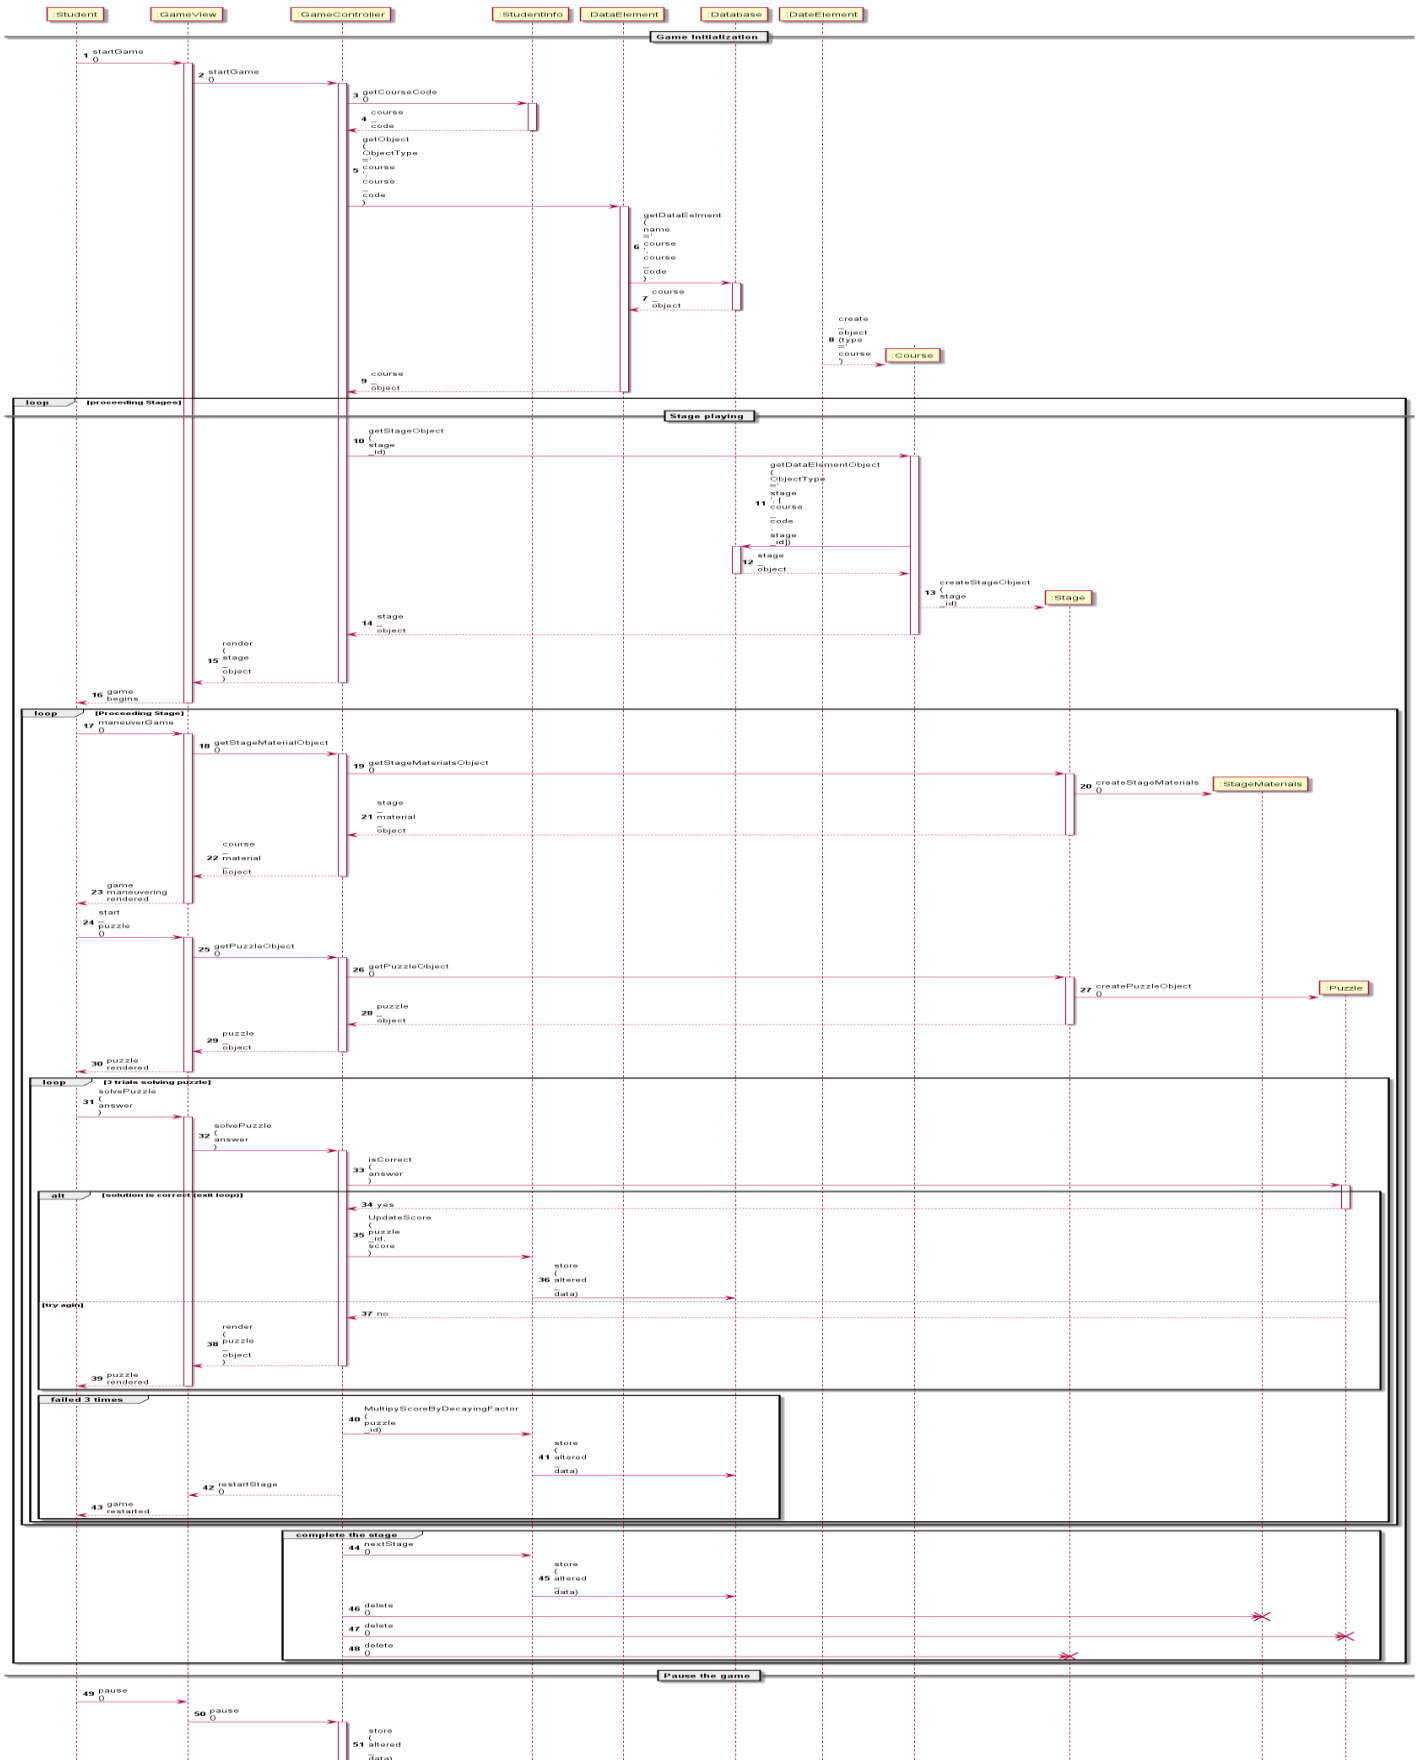 :Student :GameView :GameController :StudentInfo :DataElement :Database :DateElement
Game Initialization
1 startGame
()
2 startGame
()
3 getCourseCode
()
4 course
_
code
5 getObject
(
ObjectType
='
course
',
course
_
code
)
6 getDataEelment
(
name
='
course
',
course
_
code
)
7 course
_
object
8 create
_
object
(type
='
course
')
:Course
9 course
_
object
loop [proceeding Stages]
Stage playing
10 getStageObject
(
stage
_id)
11 getDataElementObject
(
ObjectType
='
stage
', [
course
_
code
,
stage
_id])
12 stage
_
object
13 createStageObject
(
stage
_id)
:Stage
14 stage
_
object
15 render
(
stage
_
object
)
16 game
begins
loop [Proceeding Stage]
17 maneuverGame
()
18 getStageMaterialObject
()
19 getStageMaterialsObject
()
20 createStageMaterials
()
:StageMaterials
21 stage
_
material
_
object
22 course
_
material
_
boject
23 game
maneuvering
rendered
24 start
_
puzzle
()
25 getPuzzleObject
()
26 getPuzzleObject
()
27 createPuzzleObject
()
:Puzzle
28 puzzle
_
object
29 puzzle
_
object
30 puzzle
rendered
loop [3 trials solving puzzle]
31 solvePuzzle
(
answer
)
32 solvePuzzle
(
answer
)
33 isCorrect
(
answer
)
alt [solution is correct (exit loop)]
34 yes
35 UpdateScore
(
puzzle
_id,
score
)
36 store
(
altered
_
data)
[try agin]
37 no
38 render
(
puzzle
_
object
)
39 puzzle
rendered
failed 3 times
40 MultipyScoreByDecayingFactor
(
puzzle
_id)
41 store
(
altered
_
data)
42 restartStage
()
43 game
restarted
complete the stage
44 nextStage
()
45 store
(
altered
_
data)
46 delete
()
47 delete
()
48 delete
()
Pause the game
49 pause
()
50 pause
()
51 store
(
altered
_
data)